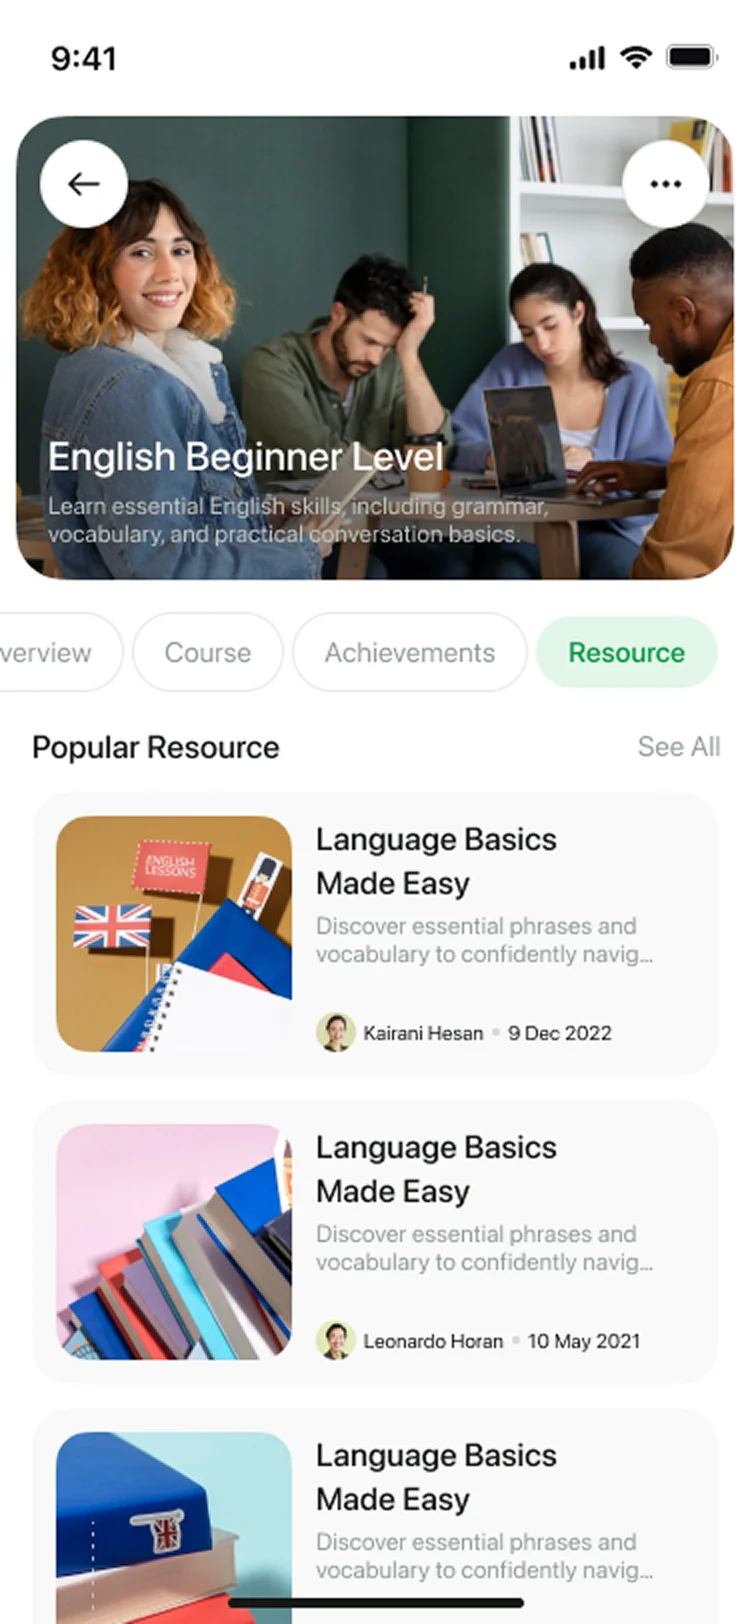 9:41
English Beginner Level
Learn essential English skills, including grammar,
vocabulary, and practical conversation basics.
verview
Course
Achievements
Resource
Popular Resource
See All
ENGLISH
LESSONS
Language Basics
Made Easy
Discover essential phrases and
vocabulary to confidently navig...
Kairani Hesan
9 Dec 2022
Language Basics
Made Easy
Discover essential phrases and
vocabulary to confidently navig...
Leonardo Horan
10 May 2021
Language Basics
Made Easy
Discover essential phrases and
vocabulary to confidently navig...